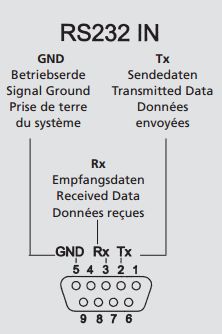 RS232 IN
GND
Betriebserde
Signal Ground
Prise de terre
du système
Tx
Sendedaten
Transmitted Data
Données
envoyées
Rx
Empfangsdaten
Received Data
Données reçues
GND Rx Tx
5 4 3 2 1
9 8 7 6